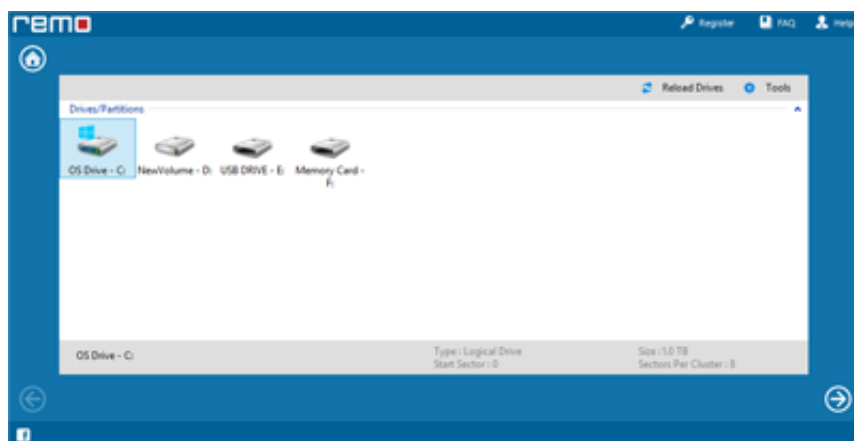 remo
Register FAQ Help
Reload Drives Tools
Drives/Partitions
OS Drive - C:
NewVolume - D:
USB DRIVE - E:
Memory Card -
F:
OS Drive - C:
Type : Logical Drive
Start Sector : 0
Size : 1.0 TB
Sectors Per Cluster : 8